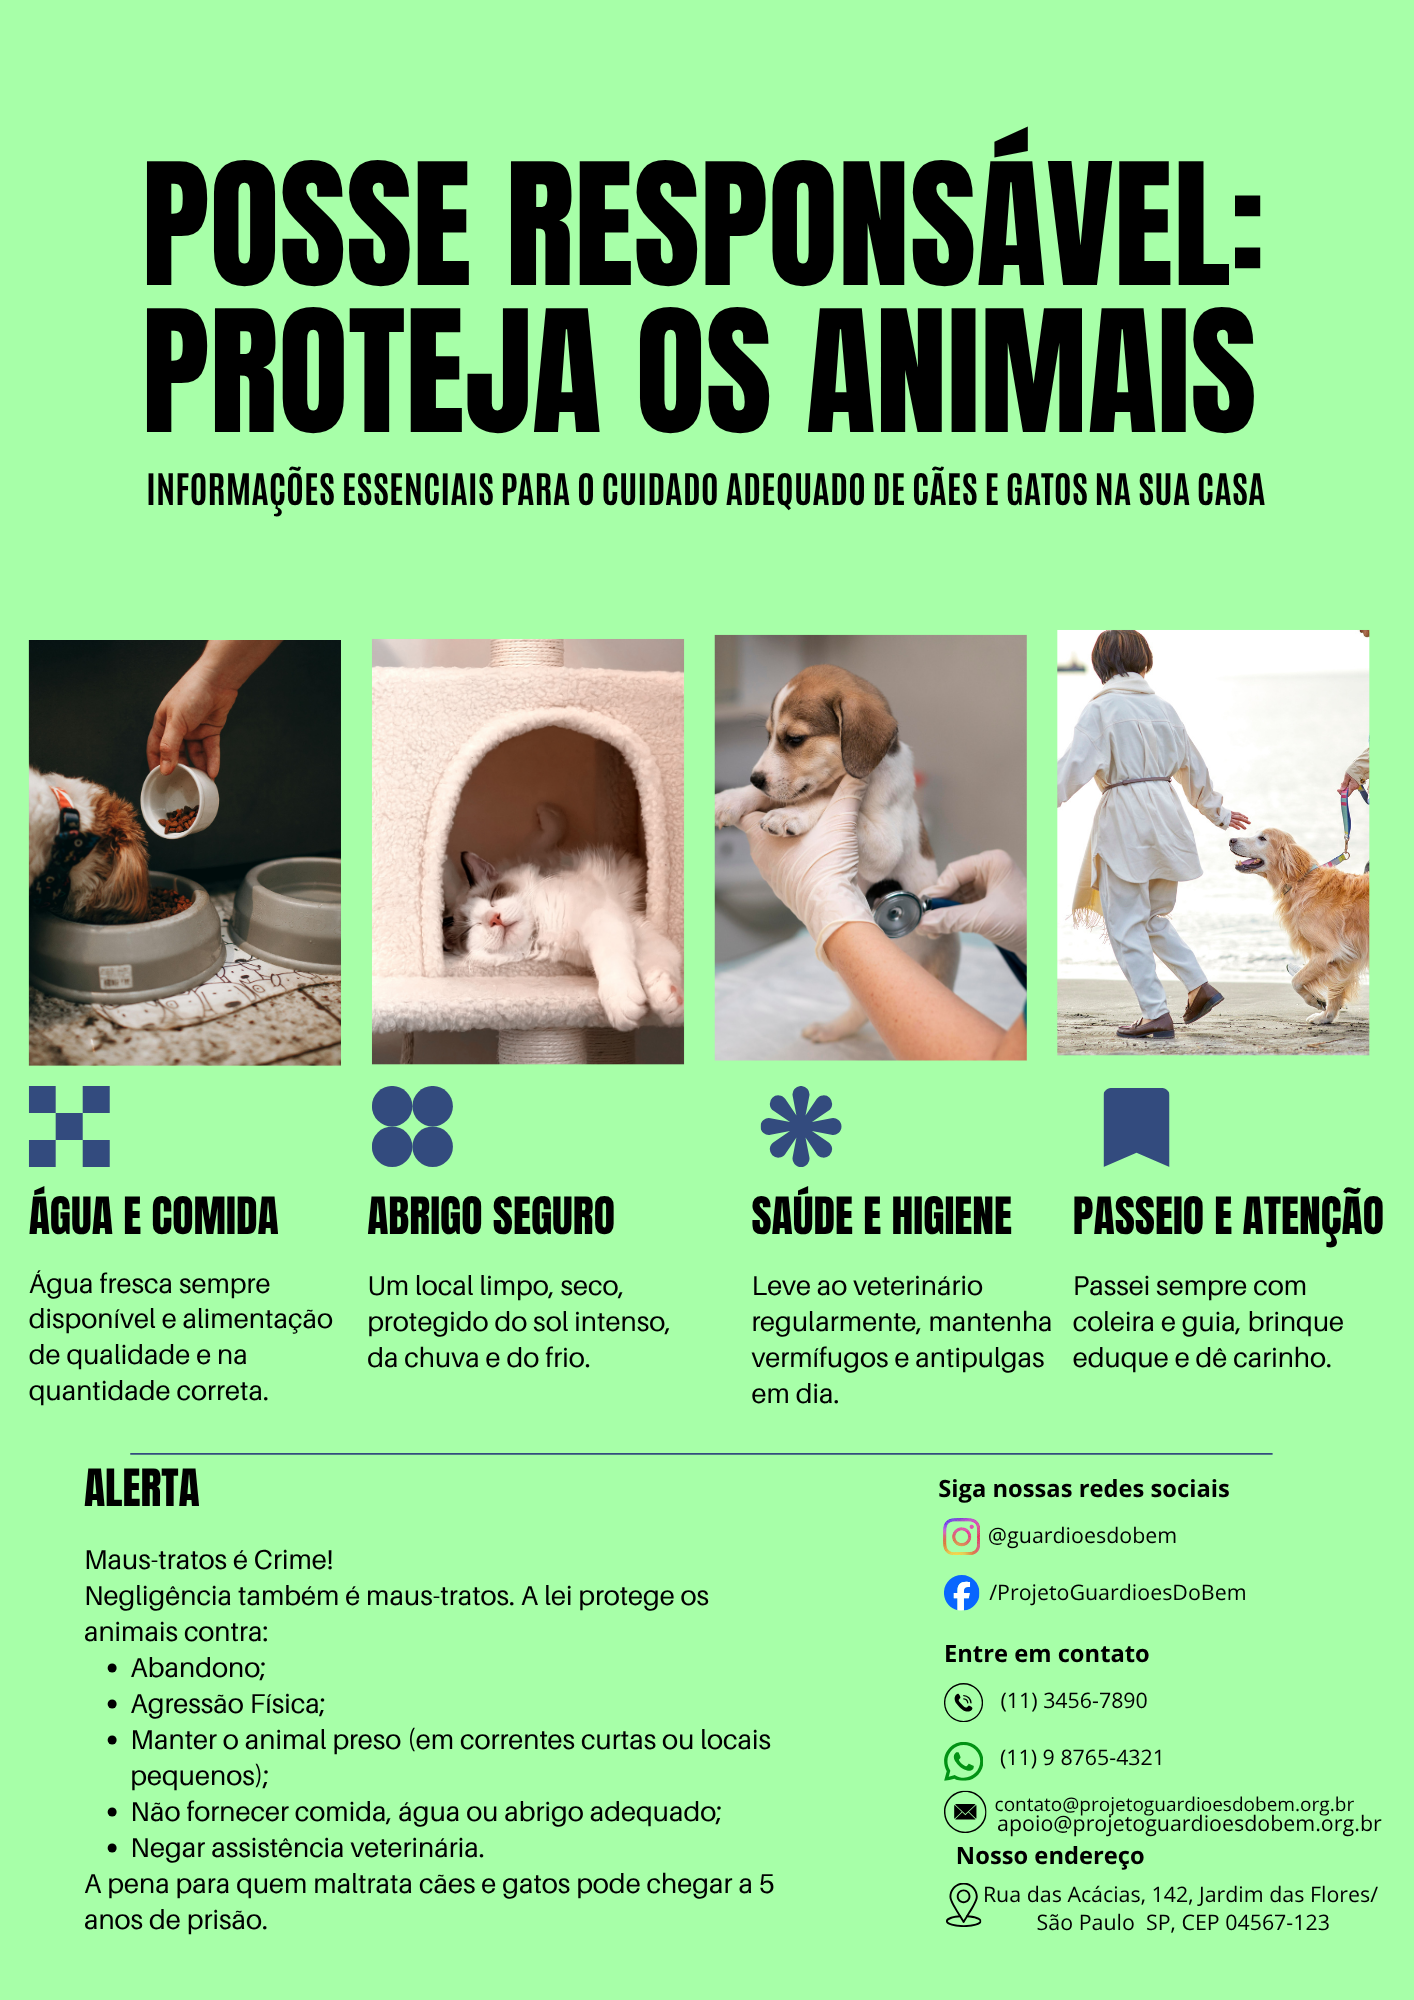 POSSE RESPONSÁVEL:
PROTEJA OS ANIMAIS
INFORMAÇÕES ESSENCIAIS PARA O CUIDADO ADEQUADO DE CÃES E GATOS NA SUA CASA
ÁGUA E COMIDA
Água fresca sempre
disponível e alimentação
de qualidade e na
quantidade correta.
ABRIGO SEGURO
Um local limpo, seco,
protegido do sol intenso,
da chuva e do frio.
SAÚDE E HIGIENE
Leve ao veterinário
regularmente, mantenha
vermífugos e antipulgas
em dia.
PASSEIO E ATENÇÃO
Passei sempre com
coleira e guia, brinque
eduque e dê carinho.
ALERTA
Maus-tratos é Crime!
Negligência também é maus-tratos. A lei protege os
animais contra:
• Abandono;
• Agressão Física;
• Manter o animal preso (em correntes curtas ou locais
pequenos);
• Não fornecer comida, água ou abrigo adequado;
• Negar assistência veterinária.
A pena para quem maltrata cães e gatos pode chegar a 5
anos de prisão.
Siga nossas redes sociais
@guardioesdobem
/ProjetoGuardioesDoBem
Entre em contato
(11) 3456-7890
(11) 9 8765-4321
contato@projetoguardioesdobem.org.br
apoio@projetoguardioesdobem.org.br
Nosso endereço
Rua das Acácias, 142, Jardim das Flores/
São Paulo  SP, CEP 04567-123